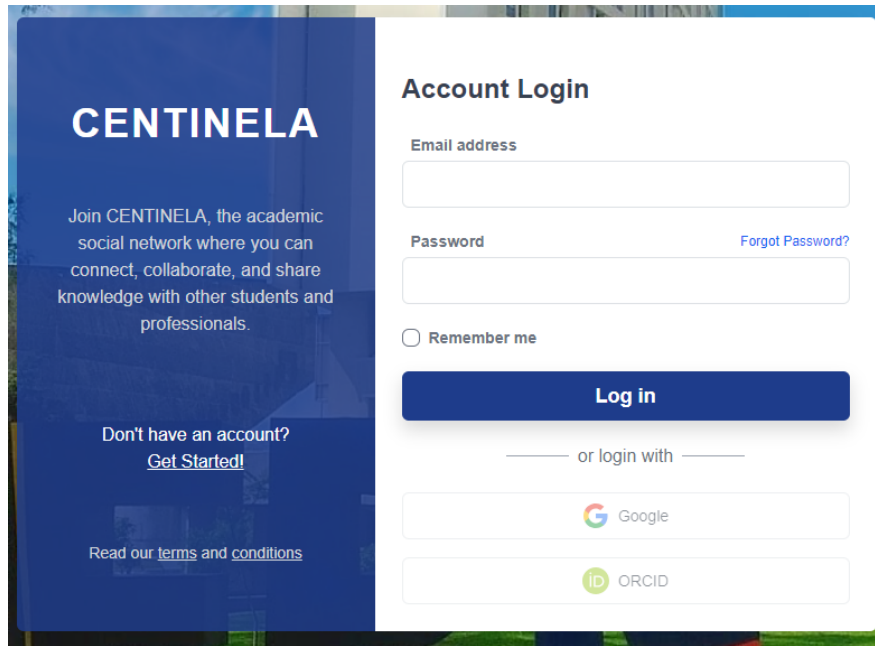 CENTINELA
Join CENTINELA, the academic
social network where you can
connect, collaborate, and share
knowledge with other students and
professionals.
Don't have an account?
Get Started!
Read our terms and conditions
Account Login
Email address
Password
Forgot Password?
Remember me
Log in
or login with
Google
iD ORCID